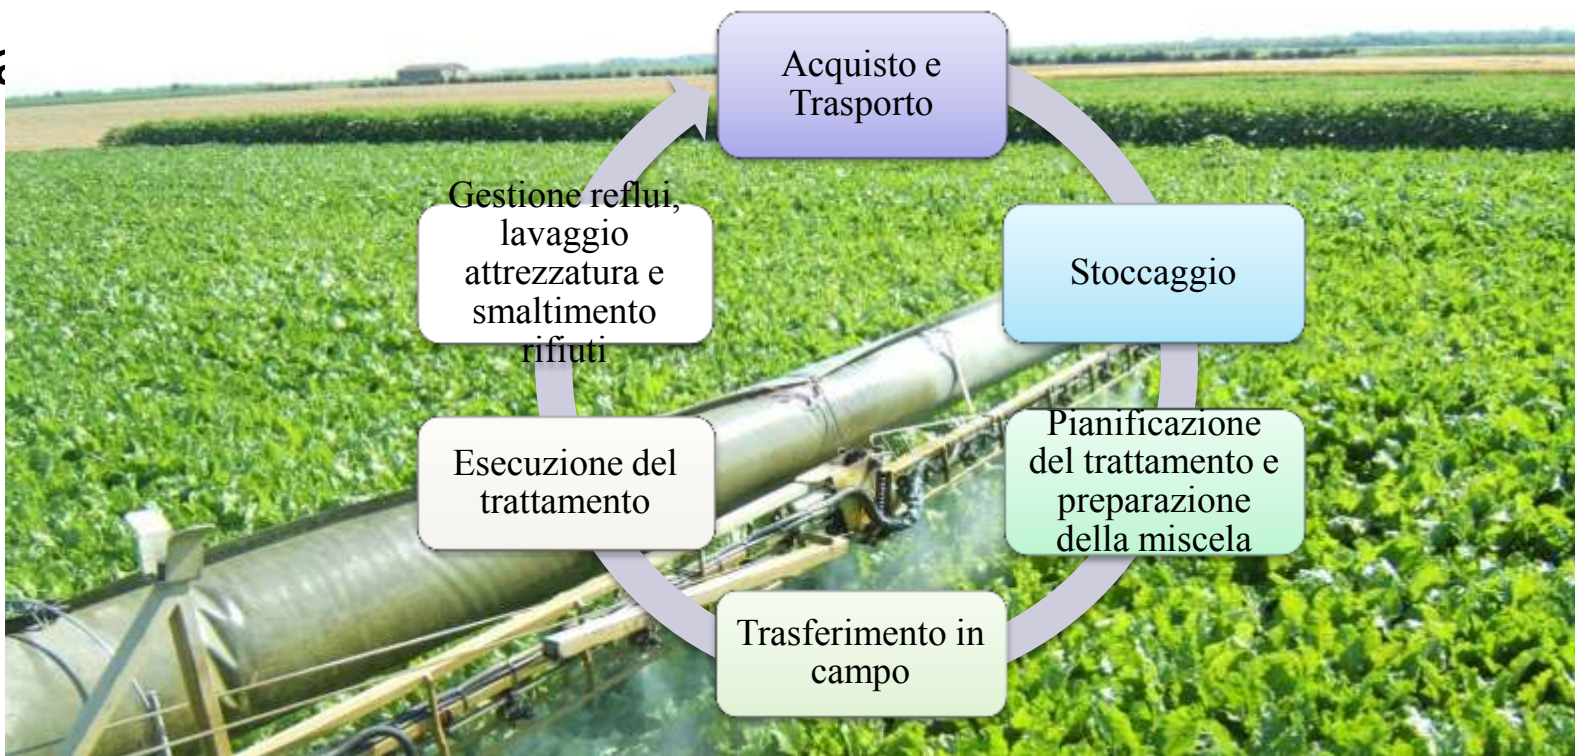 Acquisto e
Trasporto
Stoccaggio
Pianificazione
del trattamento e
preparazione
della miscela
Trasferimento in
campo
Esecuzione del
trattamento
Gestione reflui,
lavaggio
attrezzatura e
smaltimento
rifiuti